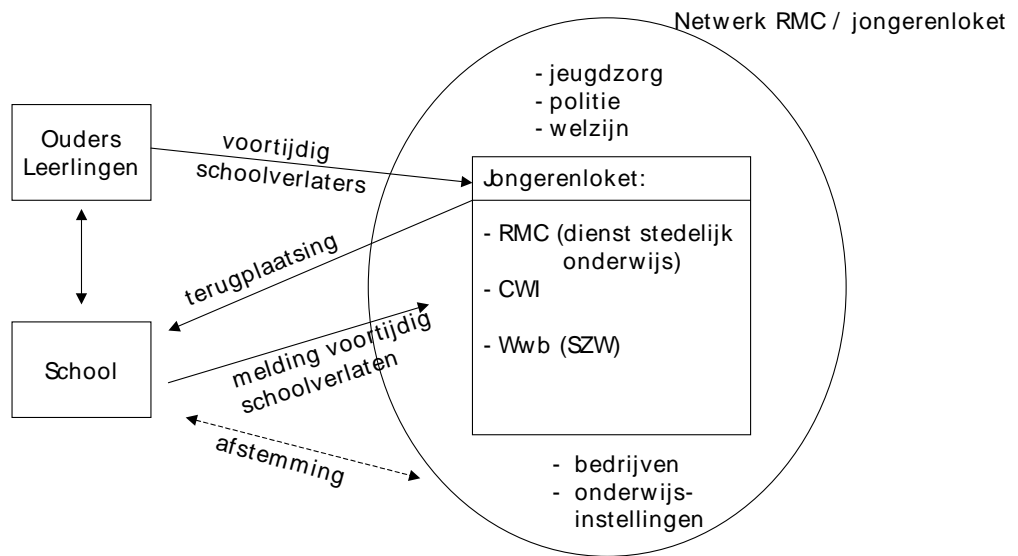 Netwerk RMC / jongerenloket
- jeugdzorg
- politie
- welzijn
Ouders
Leerlingen
voortijdig
schoolverlaters
Jongerenloket:
- RMC (dienst stedelijk
onderwijs)
- CWI
- Wwb (SZW)
terugplaatsing
School
melding voortijdig
schoolverlaten
afstemming
- bedrijven
- onderwijs-
instellingen